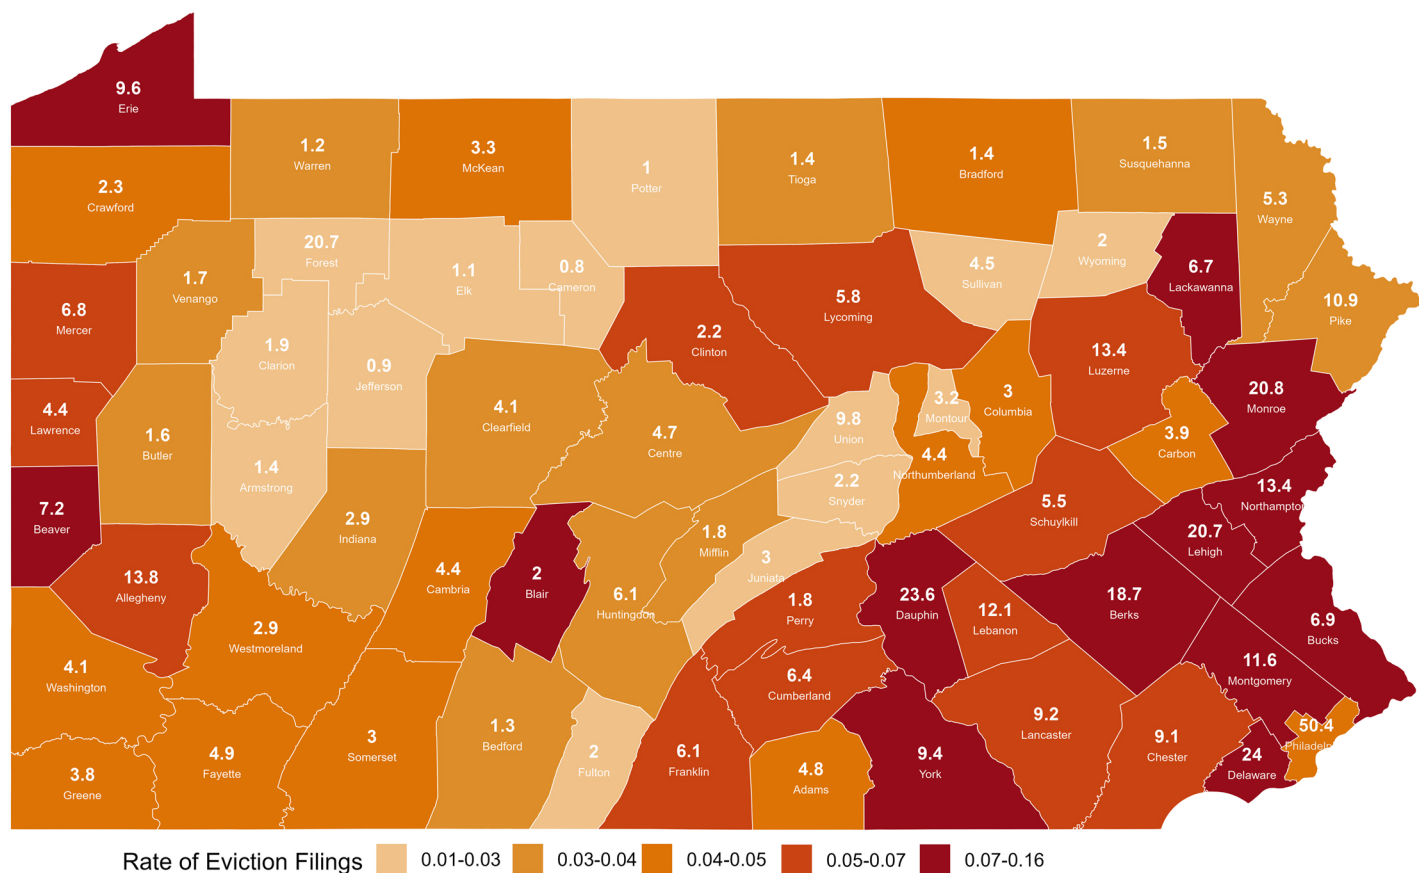 9.6
Erie
1.2
Warren
3.3
McKean
1
Potter
1.4
Tioga
1.4
Bradford
1.5
Susquehanna
5.3
Wayne
2.3
Crawford
20.7
Forest
1.1
Elk
0.8
Cameron
4.5
Sullivan
2
Wyoming
6.7
Lackawanna
10.9
Pike
1.7
Venango
6.8
Mercer
5.8
Lycoming
2.2
Clinton
1.9
Clarion
0.9
Jefferson
13.4
Luzerne
20.8
Monroe
4.4
Lawrence
1.6
Butler
4.1
Clearfield
4.7
Centre
9.8
Union
3.2
Montour
3
Columbia
3.9
Carbon
1.4
Armstrong
2.2
Snyder
4.4
Northumberland
13.4
Northampto
7.2
Beaver
2.9
Indiana
1.8
Mifflin
5.5
Schuylkill
20.7
Lehigh
13.8
Allegheny
4.4
Cambria
2
Blair
6.1
Huntingdon
3
Juniata
1.8
Perry
23.6
Dauphin
12.1
Lebanon
18.7
Berks
6.9
Bucks
2.9
Westmoreland
4.1
Washington
6.4
Cumberland
11.6
Montgomery
3.8
Greene
4.9
Fayette
3
Somerset
1.3
Bedford
2
Fulton
6.1
Franklin
4.8
Adams
9.4
York
9.2
Lancaster
9.1
Chester
24
Delaware
50.4
Philadelp
Rate of Eviction Filings 0.01-0.03 0.03-0.04 0.04-0.05 0.05-0.07 0.07-0.16